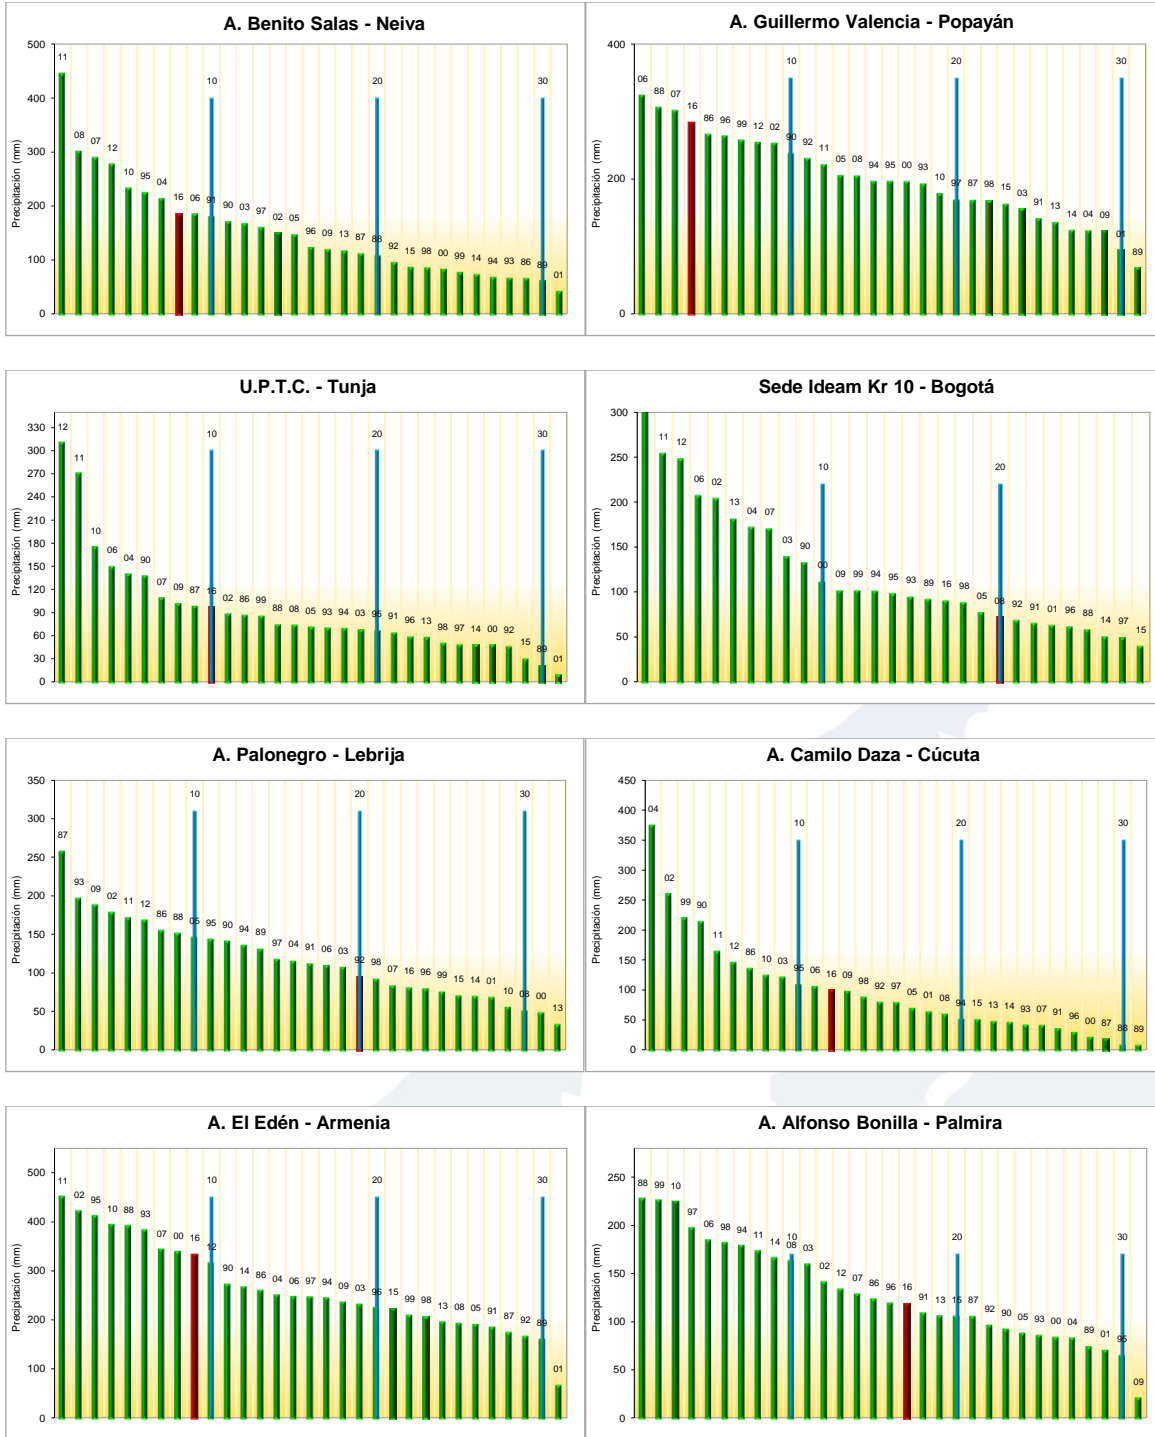 A. Benito Salas - Neiva
Precipitación (mm)
500
400
300
200
100
0
11 08 07 12 10 95 04 16 06 91 90 03 97 02 05 96 09 13 87 88 92 15 98 00 99 14 94 93 86 89 01
10 20 30
A. Guillermo Valencia - Popayán
Precipitación (mm)
400
200
0
06 88 07 16 86 96 99 12 02 90 92 11 05 08 94 95 00 93 10 97 87 98 15 03 91 13 14 04 09 01 89
10 20 30
U.P.T.C. - Tunja
Precipitación (mm)
330
300
270
240
210
180
150
120
90
60
30
0
12 11 10 06 04 90 07 09 87 16 02 86 99 88 08 05 93 94 03 95 91 96 13 98 97 14 00 92 15 89 01
10 20 30
Sede Ideam Kr 10 - Bogotá
Precipitación (mm)
300
250
200
150
100
50
0
11 12 06 02 13 04 07 03 90 00 09 99 94 95 93 89 16 98 05 08 92 91 01 96 88 14 97 15
10 20
A. Palonegro - Lebrija
Precipitación (mm)
350
300
250
200
150
100
50
0
87 93 09 02 11 12 86 88 05 95 90 94 89 97 04 91 06 03 92 98 07 16 96 99 15 14 01 10 08 00 13
10 20 30
A. Camilo Daza - Cúcuta
Precipitación (mm)
450
400
350
300
250
200
150
100
50
0
04 02 99 90 11 12 86 10 03 95 06 16 09 98 92 97 05 01 08 94 15 13 14 93 07 91 96 00 87 88 89
10 20 30
A. El Edén - Armenia
Precipitación (mm)
500
400
300
200
100
0
11 02 95 10 88 93 07 00 16 12 90 14 86 04 06 97 94 09 03 96 15 99 98 13 08 05 91 87 92 89 01
10 20 30
A. Alfonso Bonilla - Palmira
Precipitación (mm)
250
200
150
100
50
0
88 99 10 97 06 98 94 11 14 08 03 02 12 07 86 96 16 91 13 15 87 92 90 05 93 00 04 89 01 95 09
10 20 30